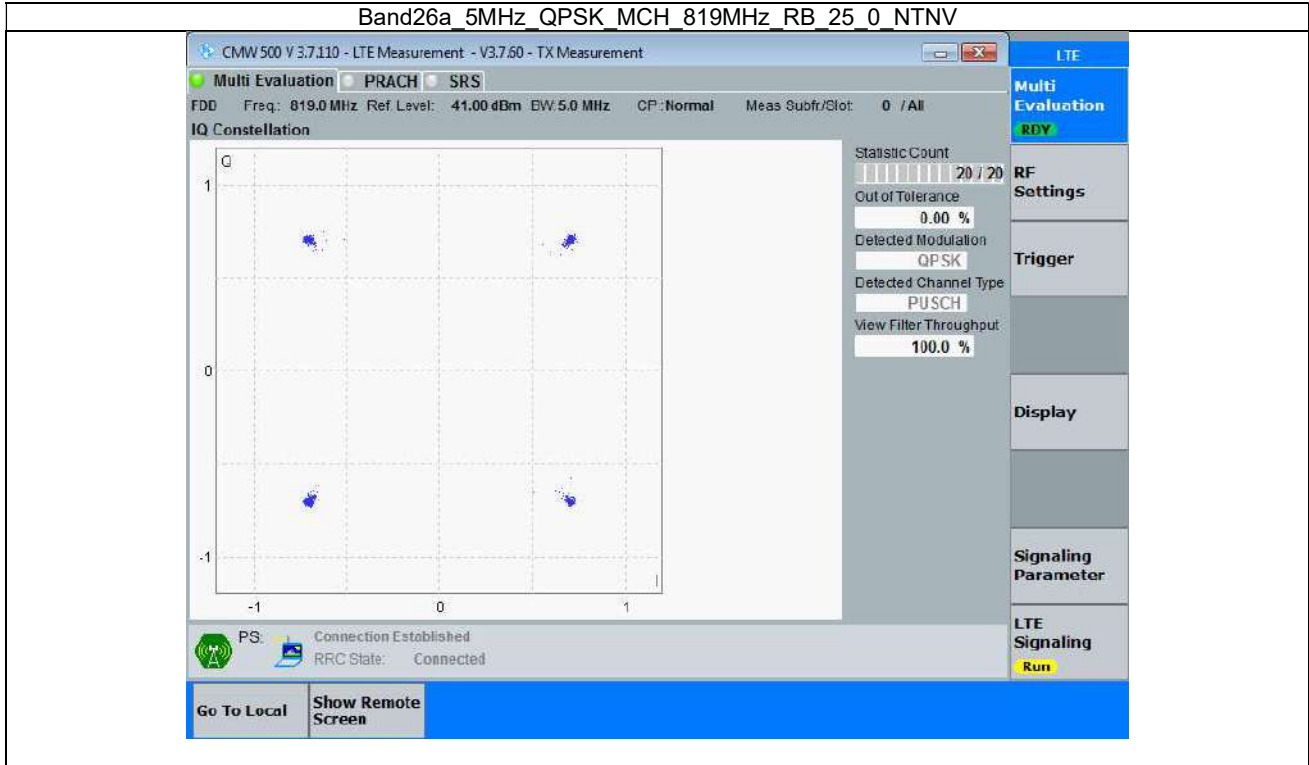 Band26a_5MHz_QPSK_MCH_819MHz_RB_25_0_NTNV
CMW 500 V 3.7.110 - LTE Measurement - V3.7.60 - TX Measurement
LTE
Multi Evaluation PRACH SRS
Multi
Evaluation
RDY
FDD Freq.: 819.0 MHz Ref. Level: 41.00 dBm BW: 5.0 MHz CP: Normal Meas Subfr/Slot: 0 / All
IQ Constellation
Q
1
0
-1
-1 0 1
I
Statistic Count
20 / 20
Out of Tolerance
0.00 %
Detected Modulation
QPSK
Detected Channel Type
PUSCH
View Filter Throughput
100.0 %
RF
Settings
Trigger
Display
Signaling
Parameter
LTE
Signaling
Run
PS: Connection Established
RRC State: Connected
Go To Local
Show Remote
Screen